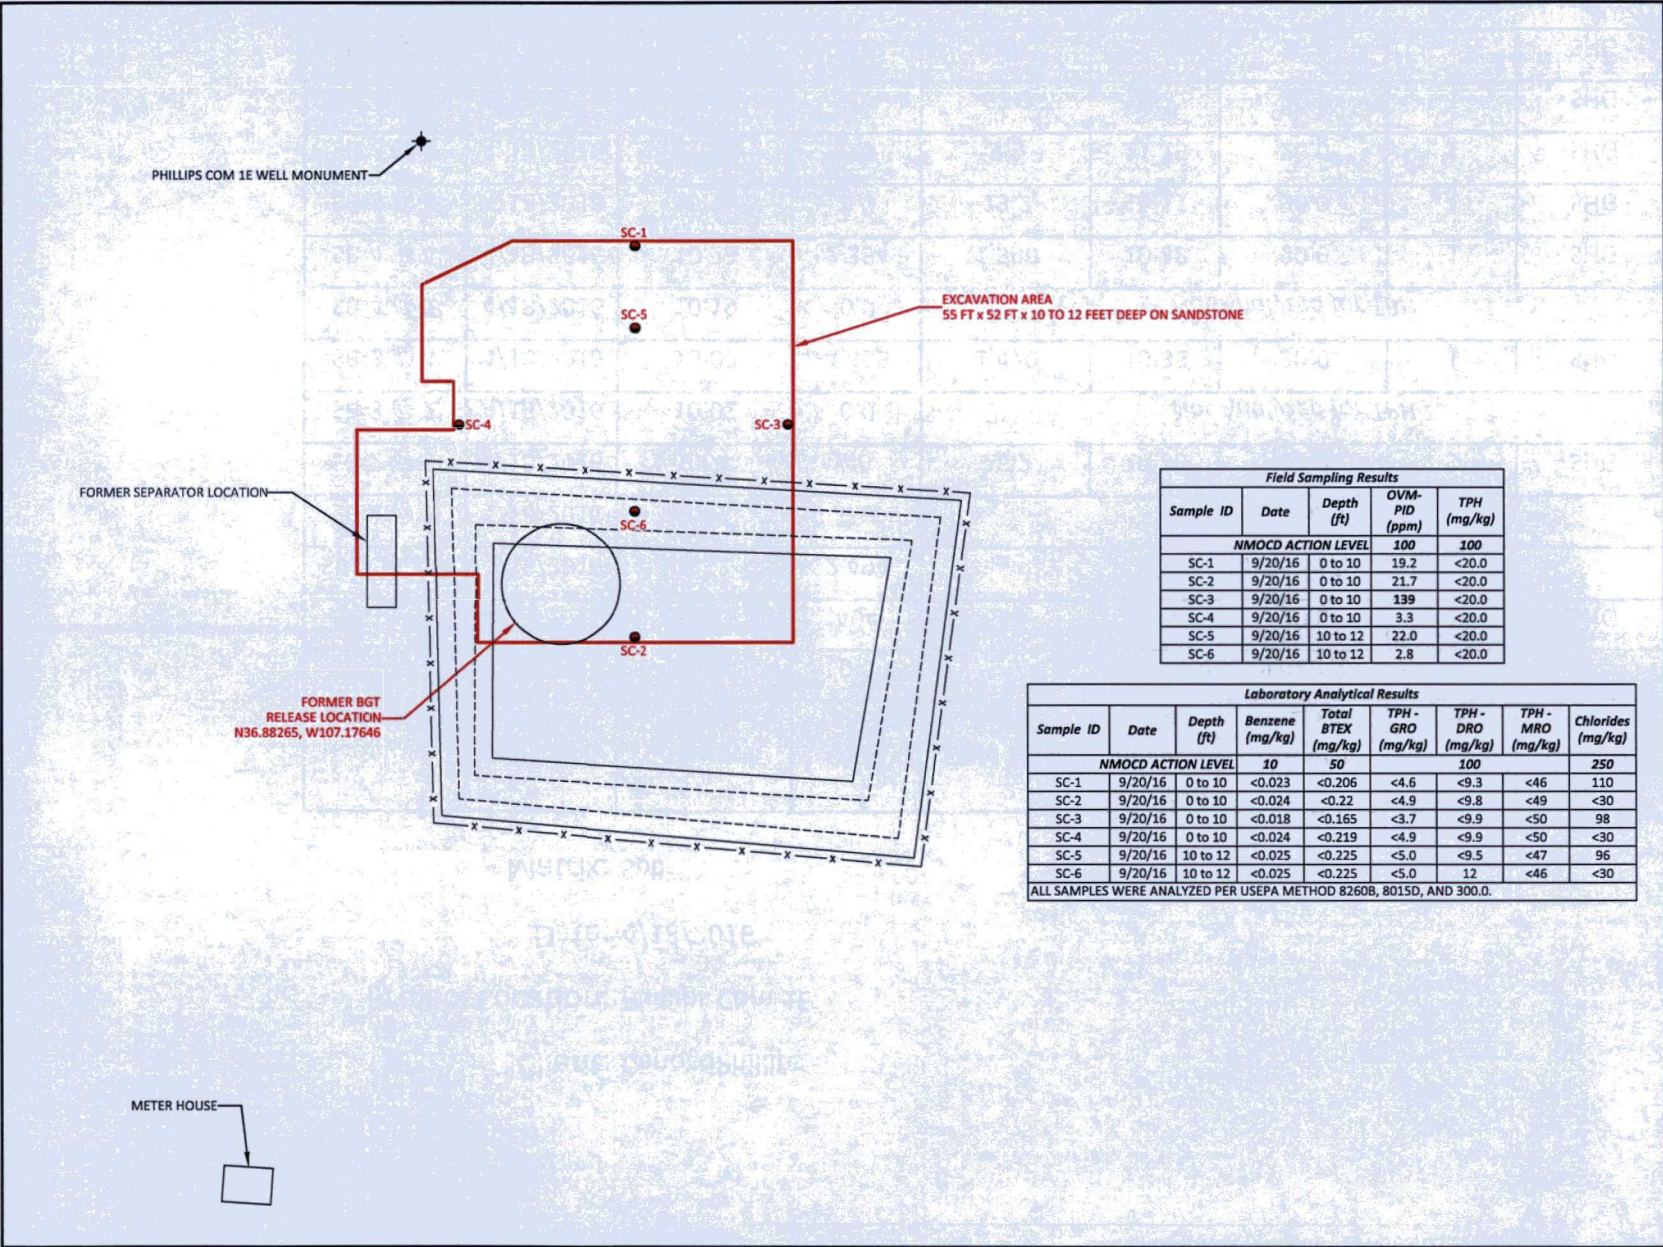 PHILLIPS COM 1E WELL MONUMENT
SC-1
SC-5
EXCAVATION AREA
55 FT x 52 FT x 10 TO 12 FEET DEEP ON SANDSTONE
SC-4
SC-3
FORMER SEPARATOR LOCATION
SC-6
SC-2
FORMER BGT
RELEASE LOCATION
N36.88265, W107.17646
METER HOUSE
Field Sampling Results
Sample ID Date Depth (ft) OVM-PID (ppm) TPH (mg/kg)
NMOCD ACTION LEVEL 100 100
SC-1 9/20/16 0 to 10 19.2 <20.0
SC-2 9/20/16 0 to 10 21.7 <20.0
SC-3 9/20/16 0 to 10 139 <20.0
SC-4 9/20/16 0 to 10 3.3 <20.0
SC-5 9/20/16 10 to 12 22.0 <20.0
SC-6 9/20/16 10 to 12 2.8 <20.0
Laboratory Analytical Results
Sample ID Date Depth (ft) Benzene (mg/kg) Total BTEX (mg/kg) TPH - GRO (mg/kg) TPH - DRO (mg/kg) TPH - MRO (mg/kg) Chlorides (mg/kg)
NMOCD ACTION LEVEL 10 50 100 250
SC-1 9/20/16 0 to 10 <0.023 <0.206 <4.6 <9.3 <46 110
SC-2 9/20/16 0 to 10 <0.024 <0.22 <4.9 <9.8 <49 <30
SC-3 9/20/16 0 to 10 <0.018 <0.165 <3.7 <9.9 <50 98
SC-4 9/20/16 0 to 10 <0.024 <0.219 <4.9 <9.9 <50 <30
SC-5 9/20/16 10 to 12 <0.025 <0.225 <5.0 <9.5 <47 96
SC-6 9/20/16 10 to 12 <0.025 <0.225 <5.0 12 <46 <30
ALL SAMPLES WERE ANALYZED PER USEPA METHOD 8260B, 8015D, AND 300.0.